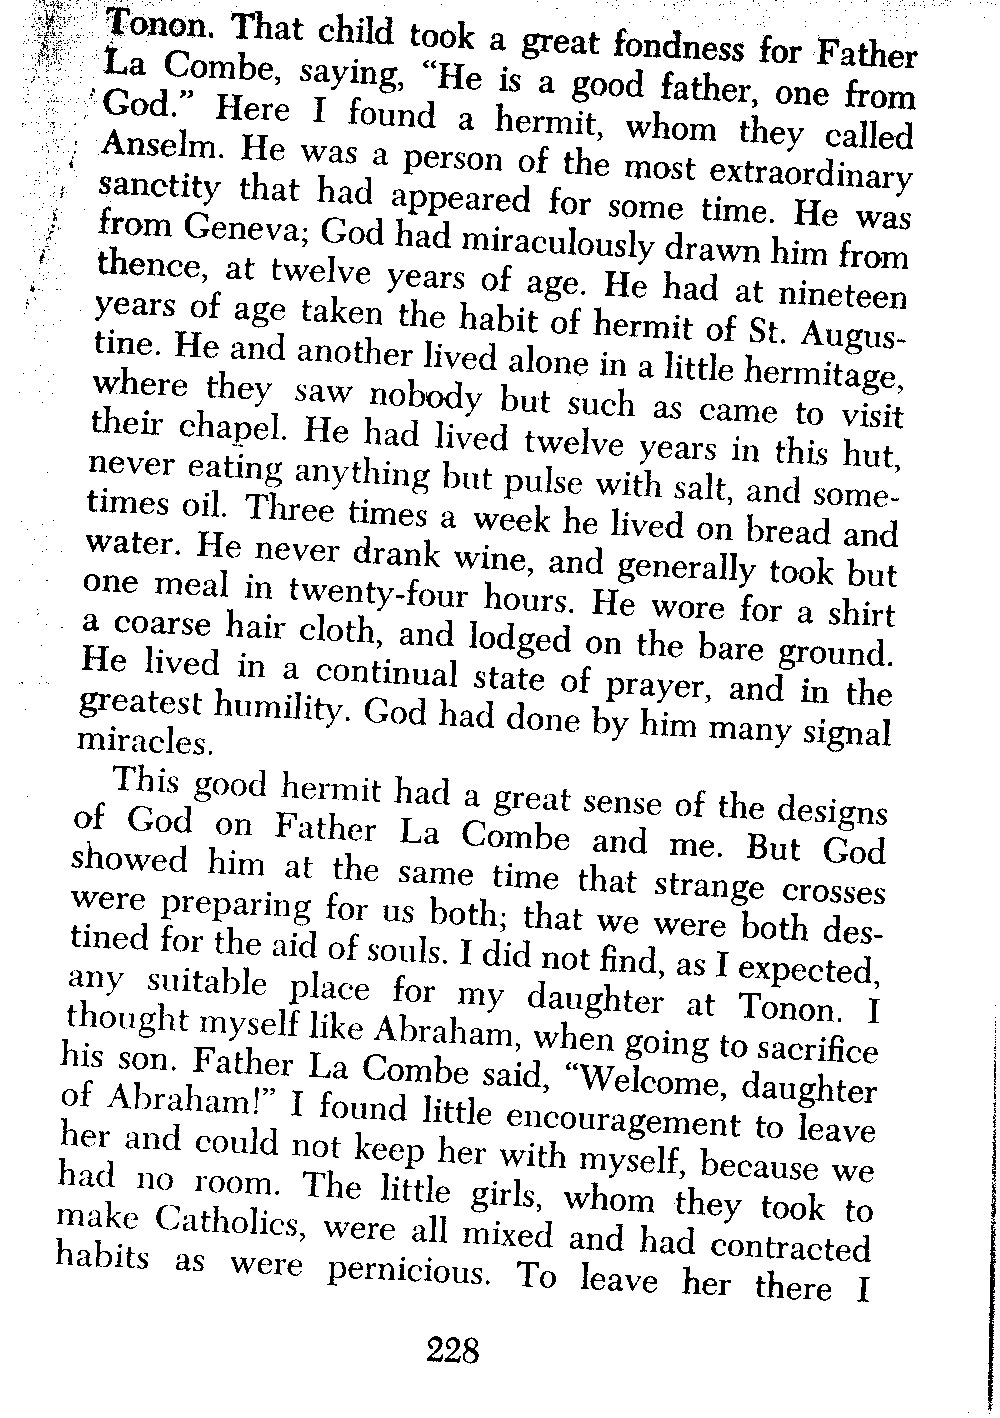 Tonon. That child took a great fondness for Father
La Combe, saying, “He is a good father, one from
God.” Here I found a hermit, whom they called
Anselm. He was a person of the most extraordinary
sanctity that had appeared for some time. He was
from Geneva; God had miraculously drawn him from
thence, at twelve years of age. He had at nineteen
years of age taken the habit of hermit of St. Augus-
tine. He and another lived alone in a little hermitage,
where they saw nobody but such as came to visit
their chapel. He had lived twelve years in this hut,
never eating anything but pulse with salt, and some-
times oil. Three times a week he lived on bread and
water. He never drank wine, and generally took but
one meal in twenty-four hours. He wore for a shirt
a coarse hair cloth, and lodged on the bare ground.
He lived in a continual state of prayer, and in the
greatest humility. God had done by him many signal
miracles.
This good hermit had a great sense of the designs
of God on Father La Combe and me. But God
showed him at the same time that strange crosses
were preparing for us both; that we were both des-
tined for the aid of souls. I did not find, as I expected,
any suitable place for my daughter at Tonon. I
thought myself like Abraham, when going to sacrifice
his son. Father La Combe said, “Welcome, daughter
of Abraham!” I found little encouragement to leave
her and could not keep her with myself, because we
had no room. The little girls, whom they took to
make Catholics, were all mixed and had contracted
habits as were pernicious. To leave her there I
228